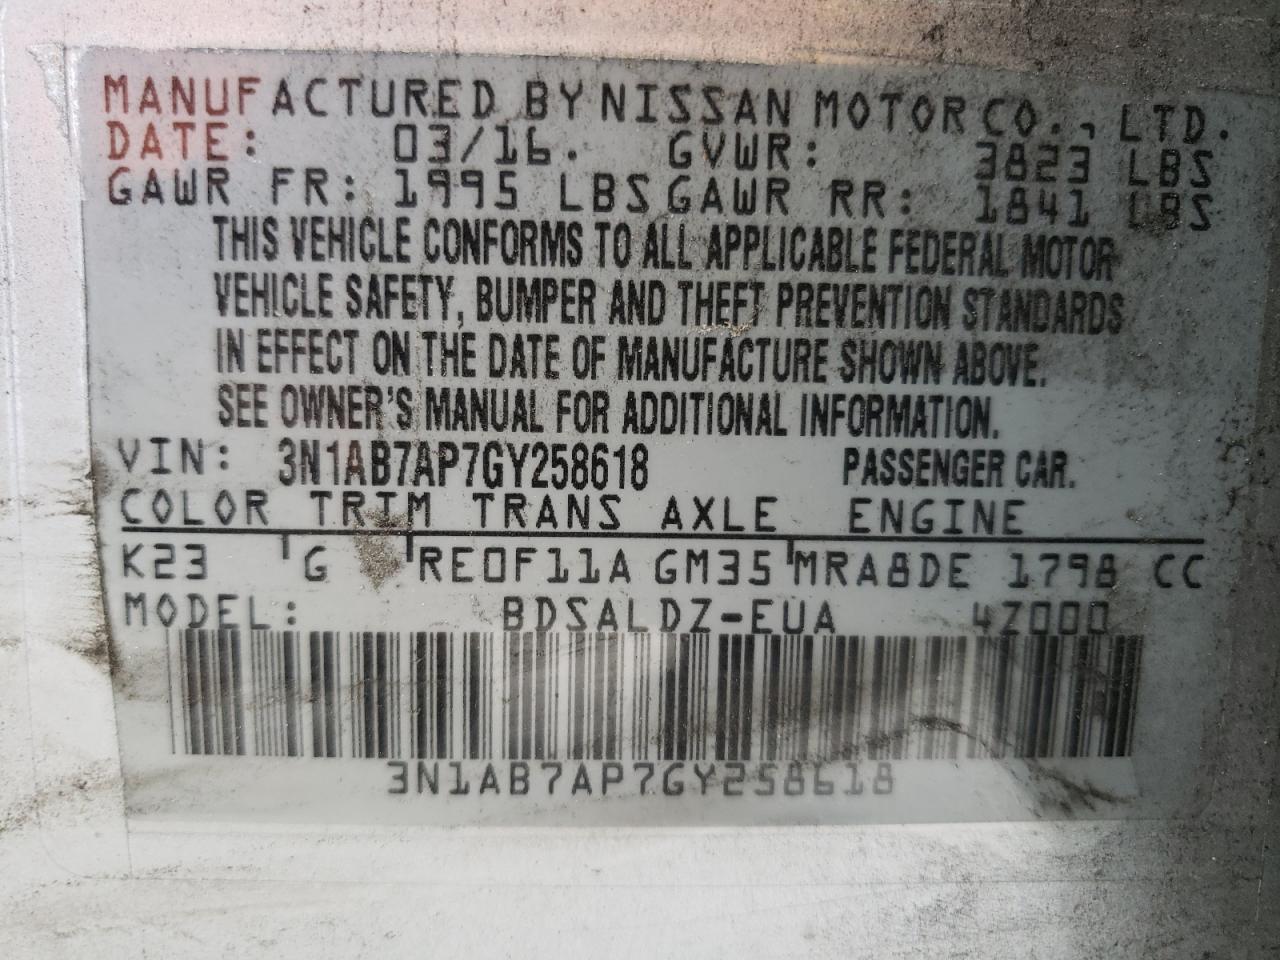 MANUFACTURED BY NISSAN MOTOR CO., LTD.
DATE: 03/16. GVWR: 3823 LBS
GAWR FR: 1995 LBS GAWR RR: 1841 LBS
THIS VEHICLE CONFORMS TO ALL APPLICABLE FEDERAL MOTOR
VEHICLE SAFETY, BUMPER AND THEFT PREVENTION STANDARDS
IN EFFECT ON THE DATE OF MANUFACTURE SHOWN ABOVE.
SEE OWNER'S MANUAL FOR ADDITIONAL INFORMATION.
VIN: 3N1AB7AP7GY258618 PASSENGER CAR.
COLOR TRIM TRANS AXLE ENGINE
K23 G RE0F11A GM35 MRA8DE 1798 CC
MODEL: BDSALDZ-EUA 4Z000
3N1AB7AP7GY258618